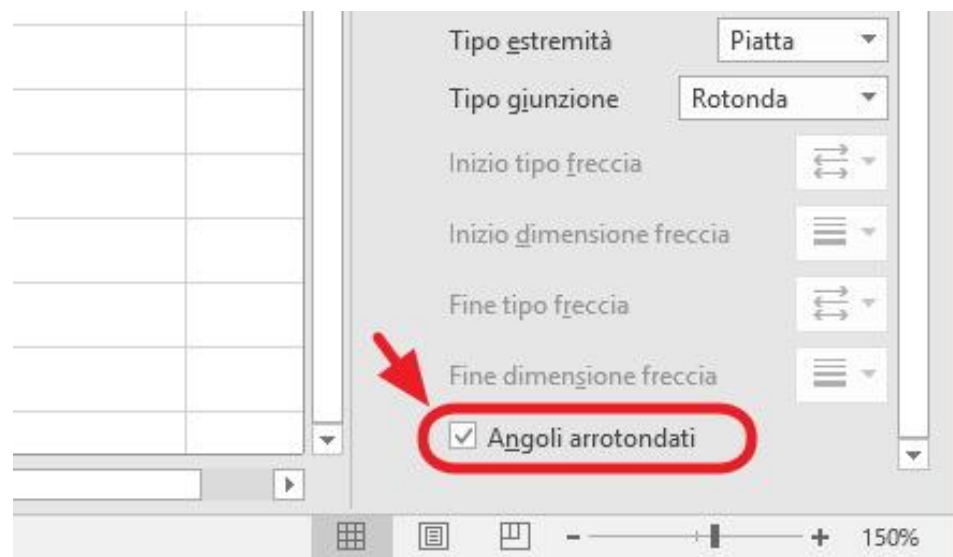 Tipo estremità Piatta
Tipo giunzione Rotonda
Inizio tipo freccia
Inizio dimensione freccia
Fine tipo freccia
Fine dimensione freccia
Angoli arrotondati
- + 150%